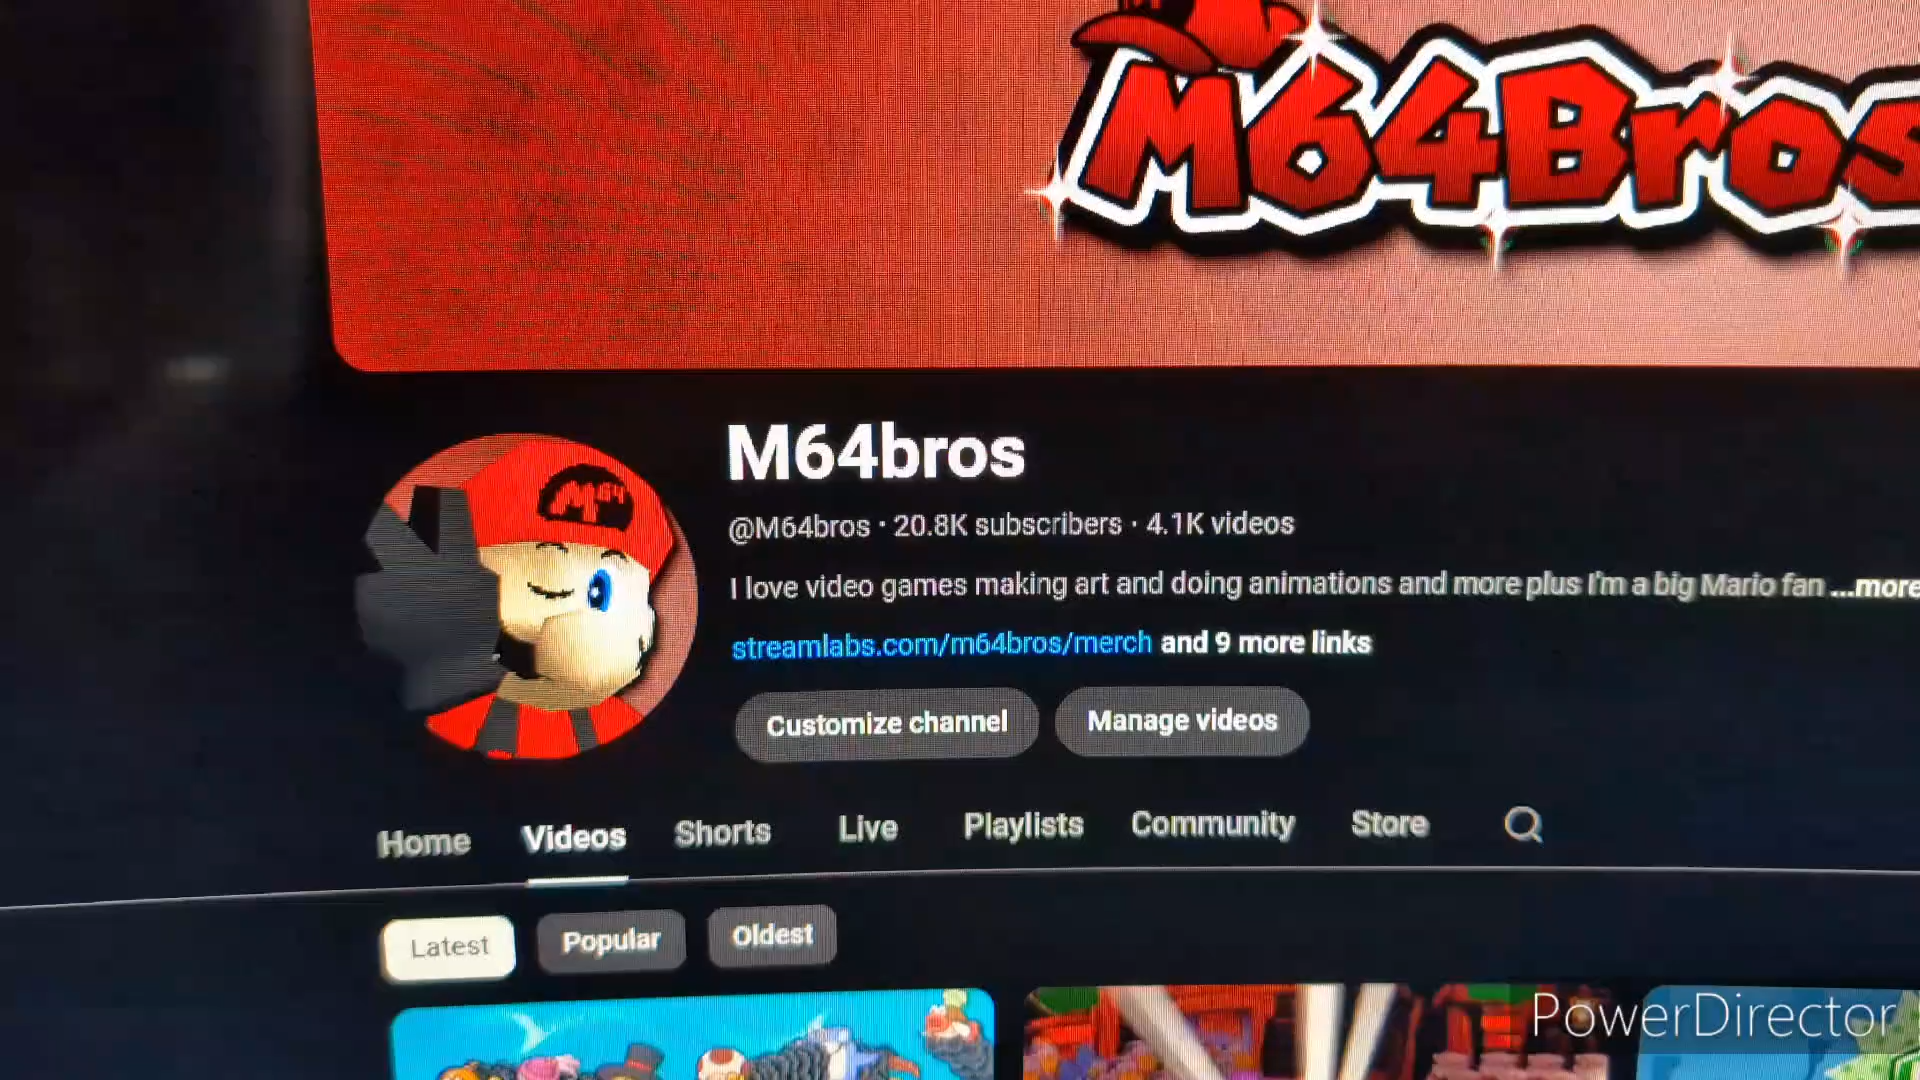 M64Bros
M64
M64bros
@M64bros · 20.8K subscribers · 4.1K videos
I love video games making art and doing animations and more plus I'm a big Mario fan ...more
streamlabs.com/m64bros/merch and 9 more links
Customize channel Manage videos
Home Videos Shorts Live Playlists Community Store
Latest Popular Oldest
PowerDirector